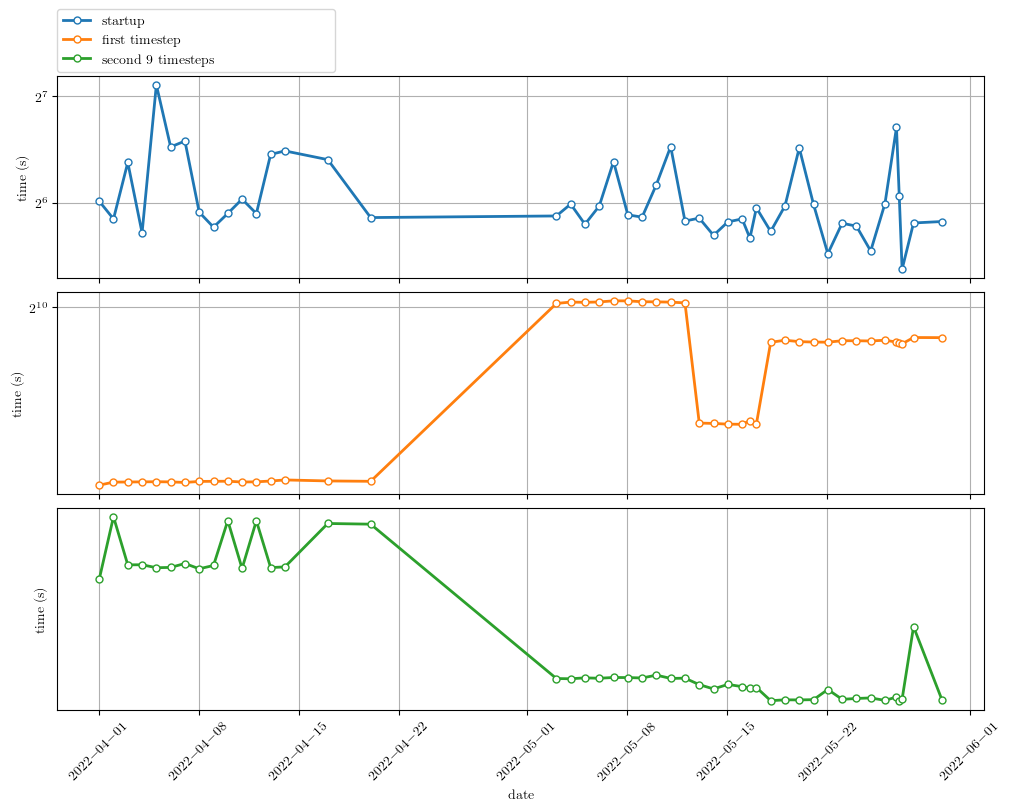 startup
first timestep
second 9 timesteps
2⁷
2⁶
time (s)
2¹⁰
time (s)
time (s)
2022−04−01
2022−04−08
2022−04−15
2022−04−22
2022−05−01
2022−05−08
2022−05−15
2022−05−22
2022−06−01
date